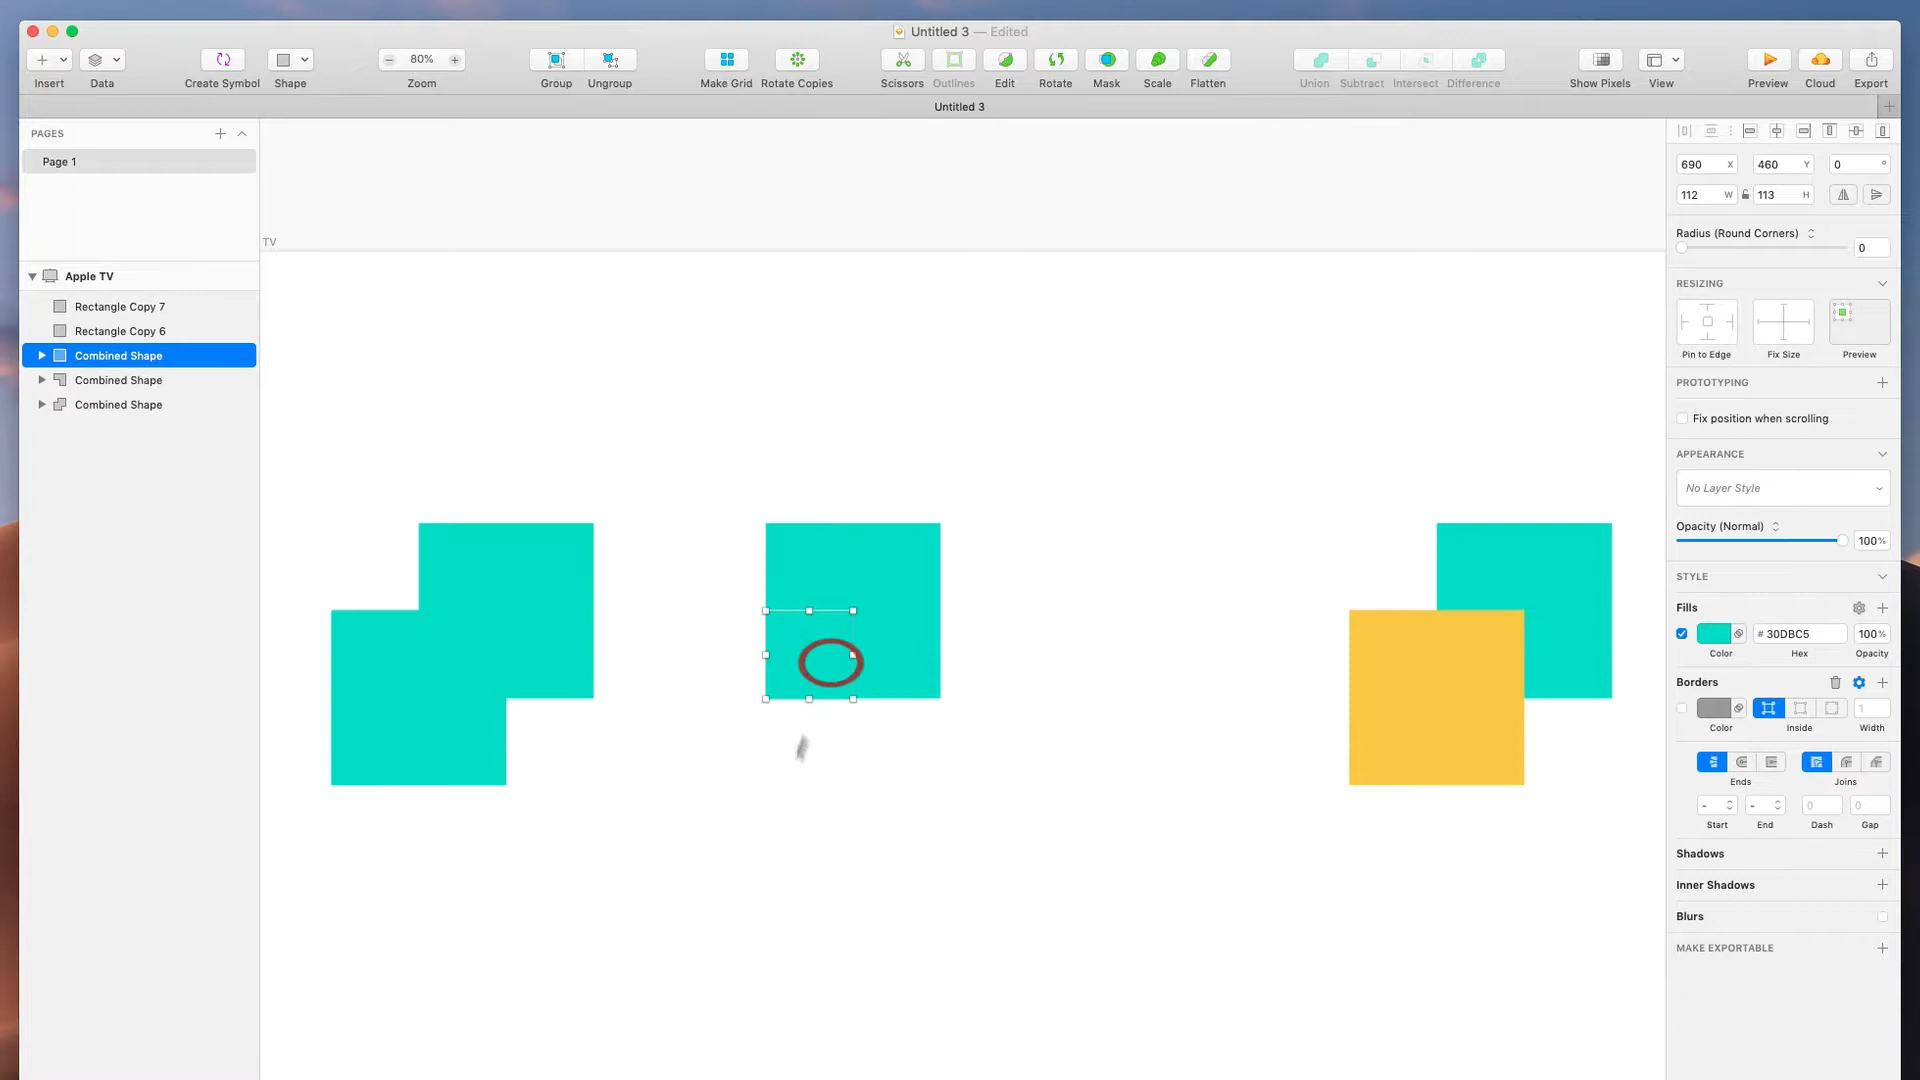 Untitled 3 — Edited
80%
Insert
Data
Create Symbol
Shape
Zoom
Group
Ungroup
Make Grid
Rotate Copies
Scissors
Outlines
Edit
Rotate
Mask
Scale
Flatten
Union
Subtract
Intersect
Difference
Show Pixels
View
Preview
Cloud
Export
Untitled 3
PAGES
Page 1
Apple TV
Rectangle Copy 7
Rectangle Copy 6
Combined Shape
Combined Shape
Combined Shape
TV
690 X
460 Y
0 °
112 W
113 H
Radius (Round Corners)
0
RESIZING
Pin to Edge
Fix Size
Preview
PROTOTYPING
Fix position when scrolling
APPEARANCE
No Layer Style
Opacity (Normal)
100%
STYLE
Fills
# 30DBC5
100%
Color
Hex
Opacity
Borders
1
Color
Inside
Width
Ends
Joins
-
-
0
0
Start
End
Dash
Gap
Shadows
Inner Shadows
Blurs
MAKE EXPORTABLE